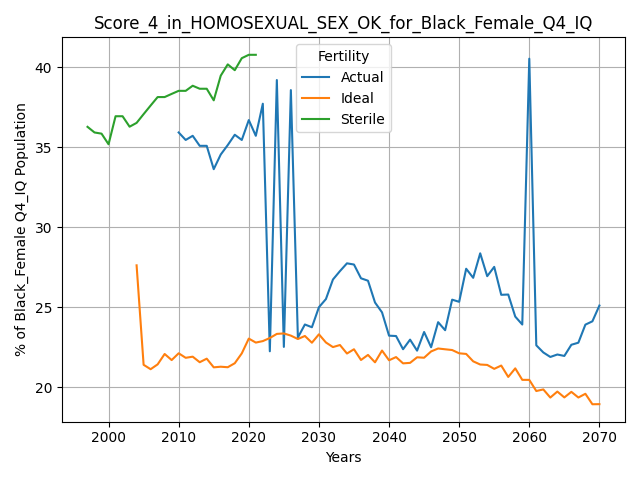 Score_4_in_HOMOSEXUAL_SEX_OK_for_Black_Female_Q4_IQ
Fertility
Actual
Ideal
Sterile
% of Black_Female Q4_IQ Population
40
35
30
25
20
2000 2010 2020 2030 2040 2050 2060 2070
Years